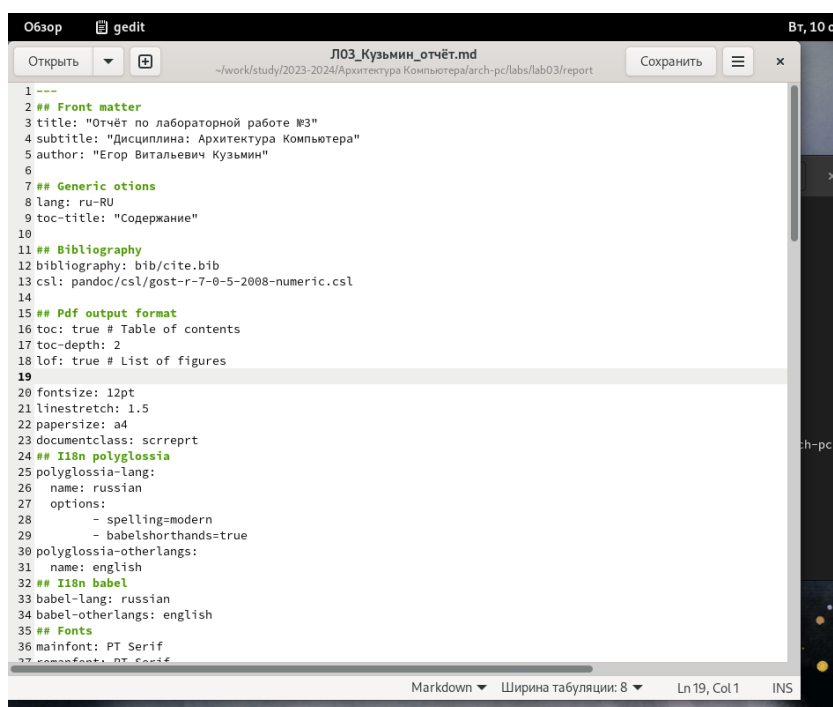 Обзор gedit Вт, 10 о
Открыть Л03_Кузьмин_отчёт.md Сохранить
~/work/study/2023-2024/Архитектура Компьютера/arch-pc/labs/lab03/report
1 ---
2 ## Front matter
3 title: "Отчёт по лабораторной работе №3"
4 subtitle: "Дисциплина: Архитектура Компьютера"
5 author: "Егор Витальевич Кузьмин"
6
7 ## Generic otions
8 lang: ru-RU
9 toc-title: "Содержание"
10
11 ## Bibliography
12 bibliography: bib/cite.bib
13 csl: pandoc/csl/gost-r-7-0-5-2008-numeric.csl
14
15 ## Pdf output format
16 toc: true # Table of contents
17 toc-depth: 2
18 lof: true # List of figures
19
20 fontsize: 12pt
21 linestretch: 1.5
22 papersize: a4
23 documentclass: scrreprt
24 ## I18n polyglossia
25 polyglossia-lang:
26   name: russian
27   options:
28         - spelling=modern
29         - babelshorthands=true
30 polyglossia-otherlangs:
31   name: english
32 ## I18n babel
33 babel-lang: russian
34 babel-otherlangs: english
35 ## Fonts
36 mainfont: PT Serif
37 romanfont: PT Serif
ch-pc
Markdown Ширина табуляции: 8 Ln 19, Col 1 INS